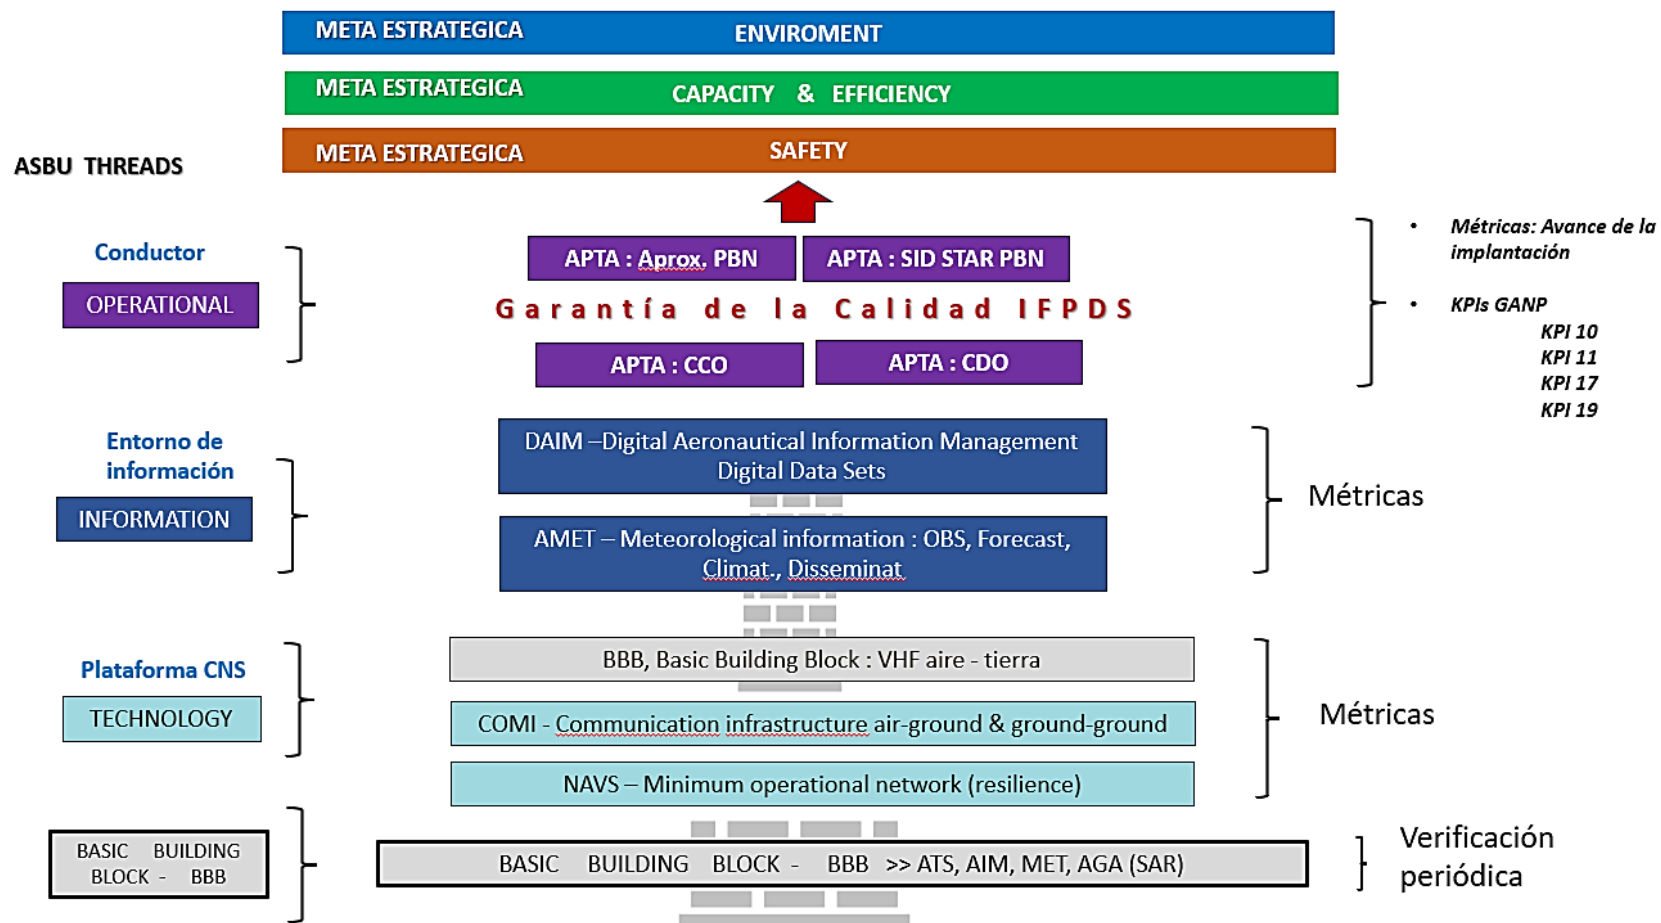 META ESTRATEGICA ENVIROMENT
META ESTRATEGICA CAPACITY & EFFICIENCY
META ESTRATEGICA SAFETY
ASBU THREADS
Conductor
OPERATIONAL
APTA : Aprox. PBN
APTA : SID STAR PBN
Garantía de la Calidad IFPDS
APTA : CCO
APTA : CDO
• Métricas: Avance de la
implantación
• KPIs GANP
KPI 10
KPI 11
KPI 17
KPI 19
Entorno de
información
INFORMATION
DAIM –Digital Aeronautical Information Management
Digital Data Sets
AMET – Meteorological information : OBS, Forecast,
Climat., Disseminat
Métricas
Plataforma CNS
TECHNOLOGY
BBB, Basic Building Block : VHF aire - tierra
COMI - Communication infrastructure air-ground & ground-ground
NAVS – Minimum operational network (resilience)
Métricas
BASIC BUILDING
BLOCK - BBB
BASIC BUILDING BLOCK - BBB >> ATS, AIM, MET, AGA (SAR)
Verificación
periódica